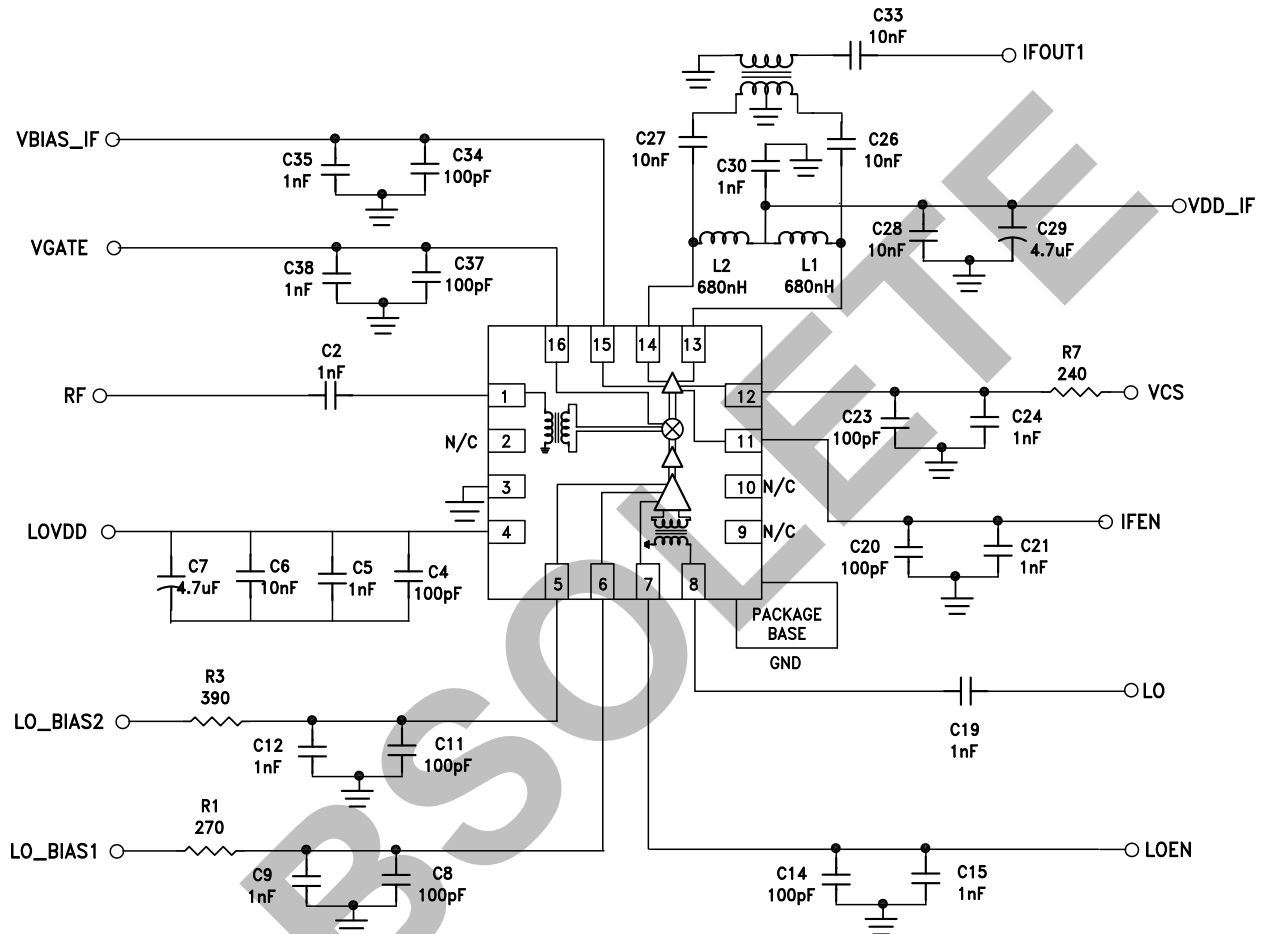 C33
10nF
IFOUT1
VBIAS_IF
C35
1nF
C34
100pF
C27
10nF
C30
1nF
C26
10nF
VDD_IF
C28
10nF
C29
4.7uF
L2
680nH
L1
680nH
VGATE
C38
1nF
C37
100pF
16
15
14
13
RF
C2
1nF
1
12
R7
240
VCS
C23
100pF
C24
1nF
N/C
2
11
3
10
N/C
LOVDD
4
9
N/C
IFEN
C20
100pF
C21
1nF
C7
4.7uF
C6
10nF
C5
1nF
C4
100pF
5
6
7
8
PACKAGE
BASE
GND
R3
390
LO_BIAS2
C12
1nF
C11
100pF
LO
C19
1nF
R1
270
LO_BIAS1
C9
1nF
C8
100pF
LOEN
C14
100pF
C15
1nF
BSOLETE